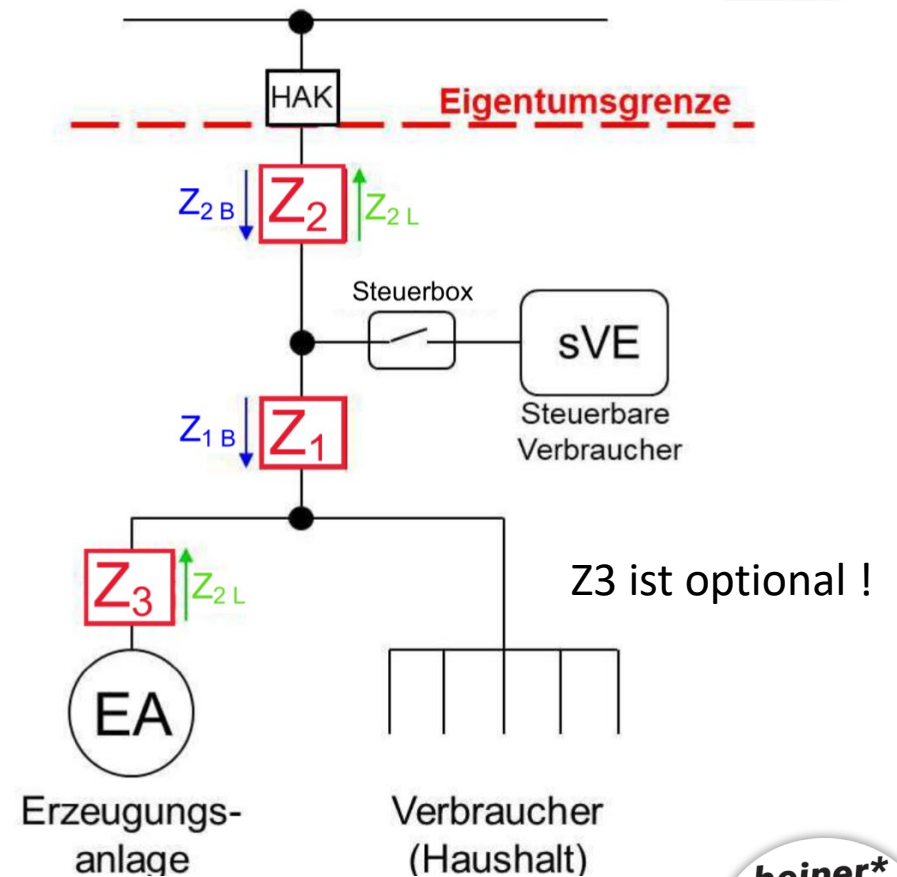 HAK
Eigentumsgrenze
Z2 B
Z2
Z2 L
Steuerbox
sVE
Steuerbare
Verbraucher
Z1 B
Z1
Z3
Z2 L
Z3 ist optional !
EA
Erzeugungs-
anlage
Verbraucher
(Haushalt)